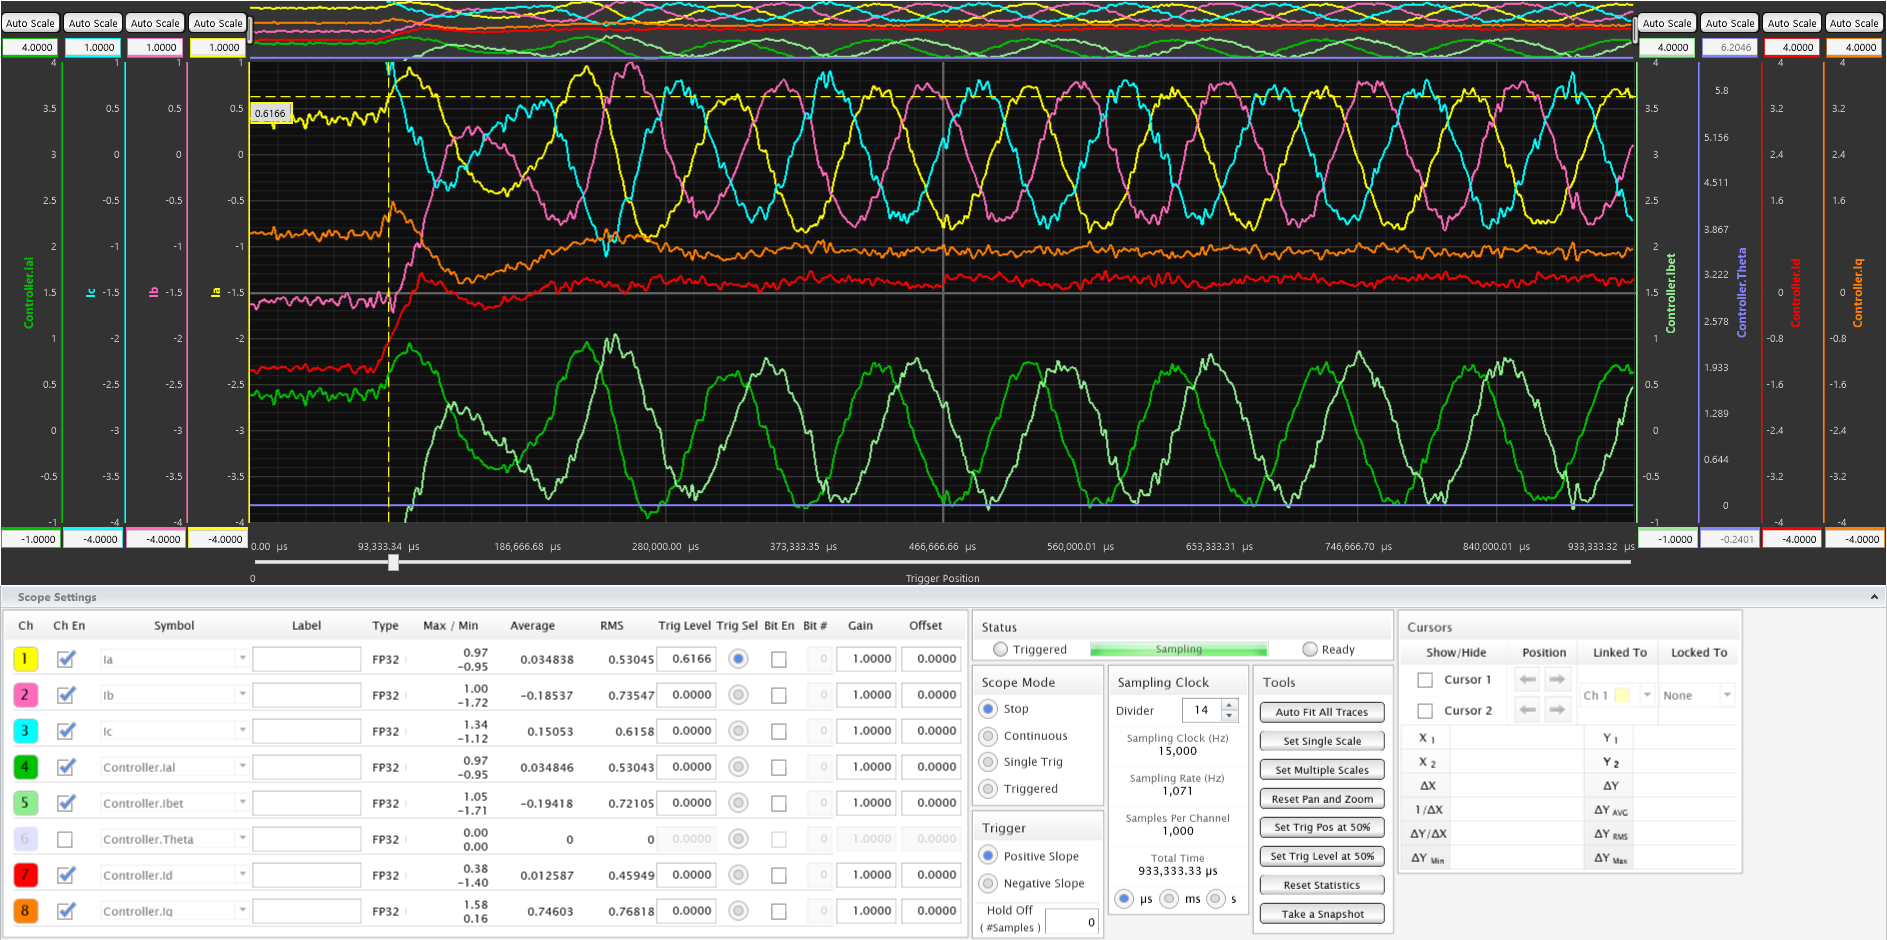 Auto Scale Auto Scale Auto Scale Auto Scale Auto Scale Auto Scale Auto Scale Auto Scale
4.0000 1.0000 1.0000 1.0000 4.0000 6.2046 4.0000 4.0000
4 1 1 1 4 4 4
3.5 0.5 0.5 0.5 3.5 5.8 3.2 3.2
0.6166
3 0 0 0 3 5.156 2.4 2.4
2.5 -0.5 -0.5 -0.5 2.5 4.511 1.6 1.6
2 -1 -1 -1 2 3.867
1.5 -1.5 -1.5 -1.5 1.5 3.222 0 0
Controller.Ial Ic Ib Ia Controller.Ibet Controller.Theta Controller.Id Controller.Iq
1 -2 -2 -2 1 2.578 -0.8 -0.8
0.5 -2.5 -2.5 -2.5 0.5 1.933 -1.6 -1.6
0 -3 -3 -3 0 1.289 -2.4 -2.4
-0.5 -3.5 -3.5 -3.5 -0.5 0.644 -3.2 -3.2
0
-1 -4 -4 -4 -1 -4 -4
-1.0000 -4.0000 -4.0000 -4.0000 -1.0000 -0.2401 -4.0000 -4.0000
0.00 µs 93,333.34 µs 186,666.68 µs 280,000.00 µs 373,333.35 µs 466,666.66 µs 560,000.01 µs 653,333.31 µs 746,666.70 µs 840,000.01 µs 933,333.32 µs
0 Trigger Position
Scope Settings
Ch Ch En Symbol Label Type Max / Min Average RMS Trig Level Trig Sel Bit En Bit # Gain Offset
1 Ia FP32 0.97 -0.95 0.034838 0.53045 0.6166 0 1.0000 0.0000
2 Ib FP32 1.00 -1.72 -0.18537 0.73547 0.0000 0 1.0000 0.0000
3 Ic FP32 1.34 -1.12 0.15053 0.6158 0.0000 0 1.0000 0.0000
4 Controller.Ial FP32 0.97 -0.95 0.034846 0.53043 0.0000 0 1.0000 0.0000
5 Controller.Ibet FP32 1.05 -1.71 -0.19418 0.72105 0.0000 0 1.0000 0.0000
6 Controller.Theta FP32 0.00 0.00 0 0 0.0000 0 1.0000 0.0000
7 Controller.Id FP32 0.38 -1.40 0.012587 0.45949 0.0000 0 1.0000 0.0000
8 Controller.Iq FP32 1.58 0.16 0.74603 0.76818 0.0000 0 1.0000 0.0000
Status
Triggered Sampling Ready
Scope Mode
Stop
Continuous
Single Trig
Triggered
Trigger
Positive Slope
Negative Slope
Hold Off
( #Samples ) 0
Sampling Clock
Divider 14
Sampling Clock (Hz)
15,000
Sampling Rate (Hz)
1,071
Samples Per Channel
1,000
Total Time
933,333.33 µs
µs ms s
Tools
Auto Fit All Traces
Set Single Scale
Set Multiple Scales
Reset Pan and Zoom
Set Trig Pos at 50%
Set Trig Level at 50%
Reset Statistics
Take a Snapshot
Cursors
Show/Hide Position Linked To Locked To
Cursor 1
Ch 1 None
Cursor 2
X 1 Y 1
X 2 Y 2
ΔX ΔY
1/ΔX ΔY AVG
ΔY/ΔX ΔY RMS
ΔY Min ΔY Max